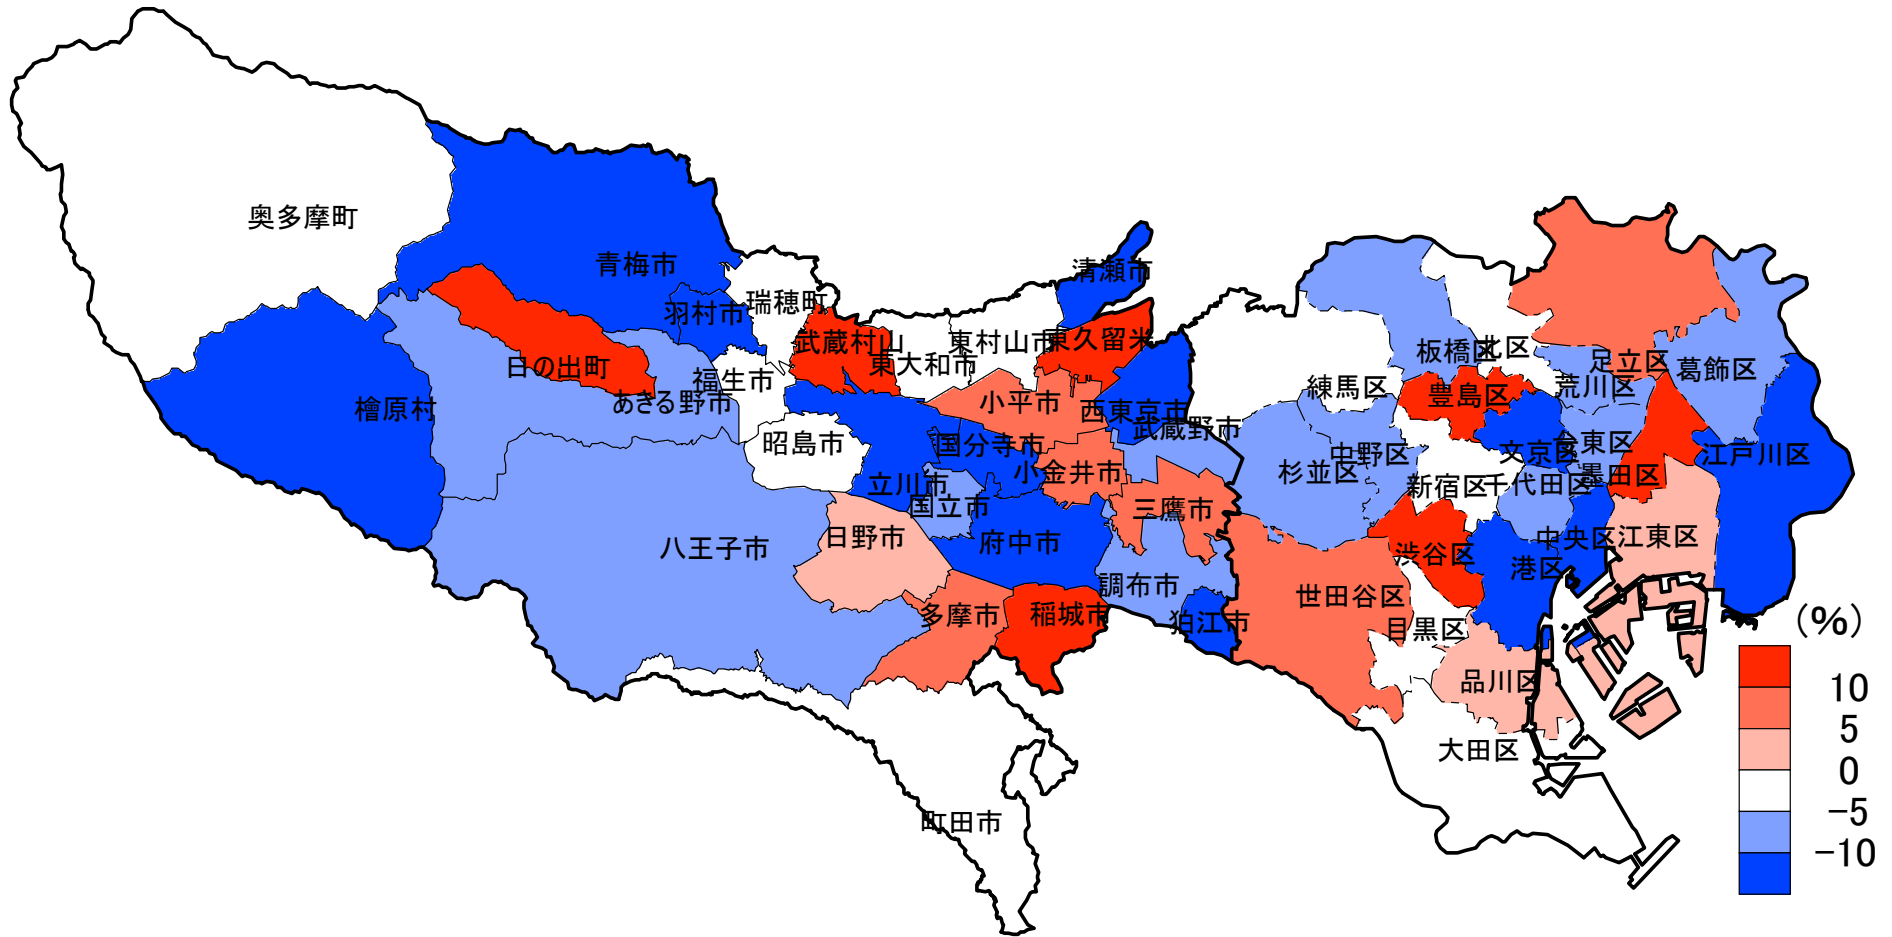 奥多摩町
青梅市
清瀬市
羽村市
瑞穂町
武蔵村山
東村山市
東久留米
東大和市
日の出町
福生市
あきる野市
檜原村
小平市
西東京市
武蔵野市
昭島市
国分寺市
小金井市
立川市
国立市
三鷹市
日野市
府中市
八王子市
調布市
多摩市
稲城市
狛江市
町田市
板橋区
北区
足立区
葛飾区
練馬区
豊島区
荒川区
中野区
文京区
台東区
江戸川区
杉並区
新宿区
千代田区
墨田区
渋谷区
港区
中央区
江東区
世田谷区
目黒区
品川区
大田区
(%)
10
5
0
-5
-10